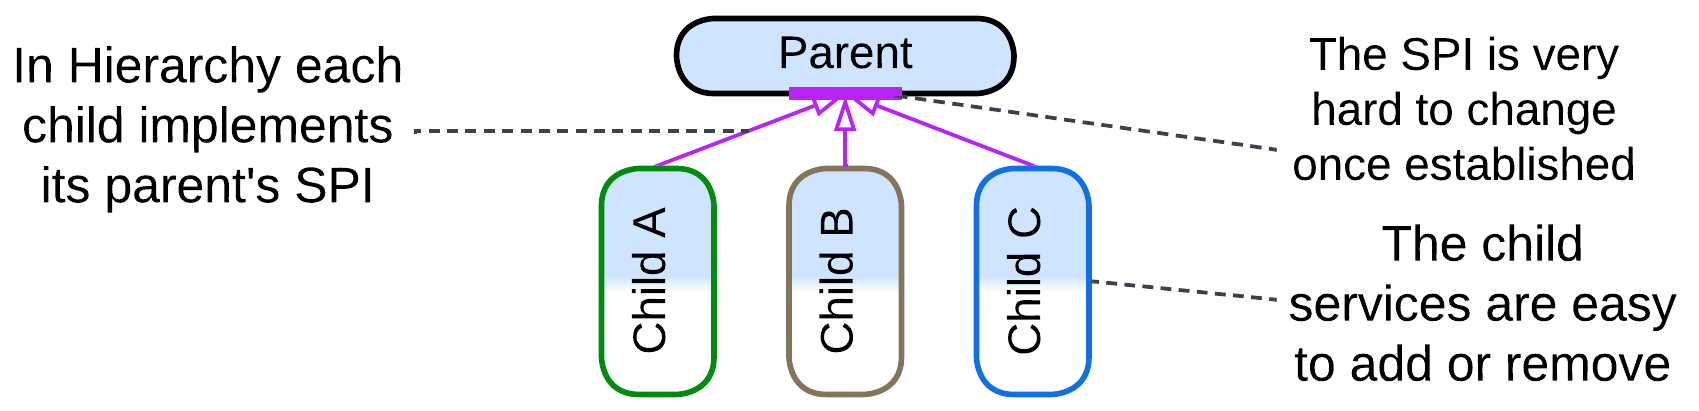 In Hierarchy each
child implements
its parent's SPI
Parent
The SPI is very
hard to change
once established
Child A
Child B
Child C
The child
services are easy
to add or remove